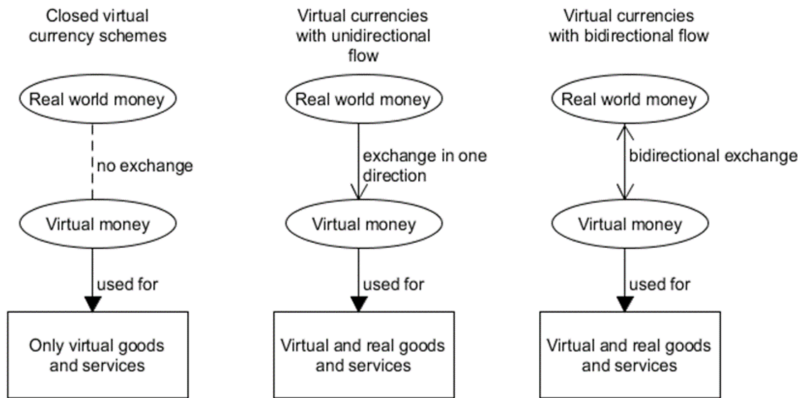 Closed virtual
currency schemes
Real world money
no exchange
Virtual money
used for
Only virtual goods
and services
Virtual currencies
with unidirectional
flow
Real world money
exchange in one
direction
Virtual money
used for
Virtual and real goods
and services
Virtual currencies
with bidirectional flow
Real world money
bidirectional exchange
Virtual money
used for
Virtual and real goods
and services